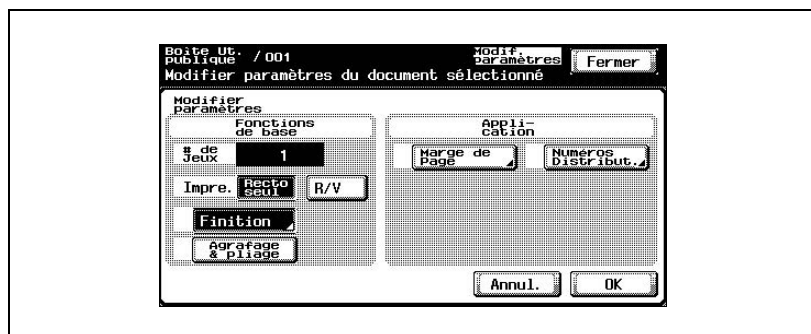 Boîte Ut.
publique / 001
Modif.
paramètres
Fermer
Modifier paramètres du document sélectionné
Modifier
paramètres
Fonctions
de base
# de
Jeux
1
Impre.
Recto
seul
R/V
Finition
Agrafage
& pliage
Appli-
cation
Marge de
Page
Numéros
Distribut.
Annul.
OK